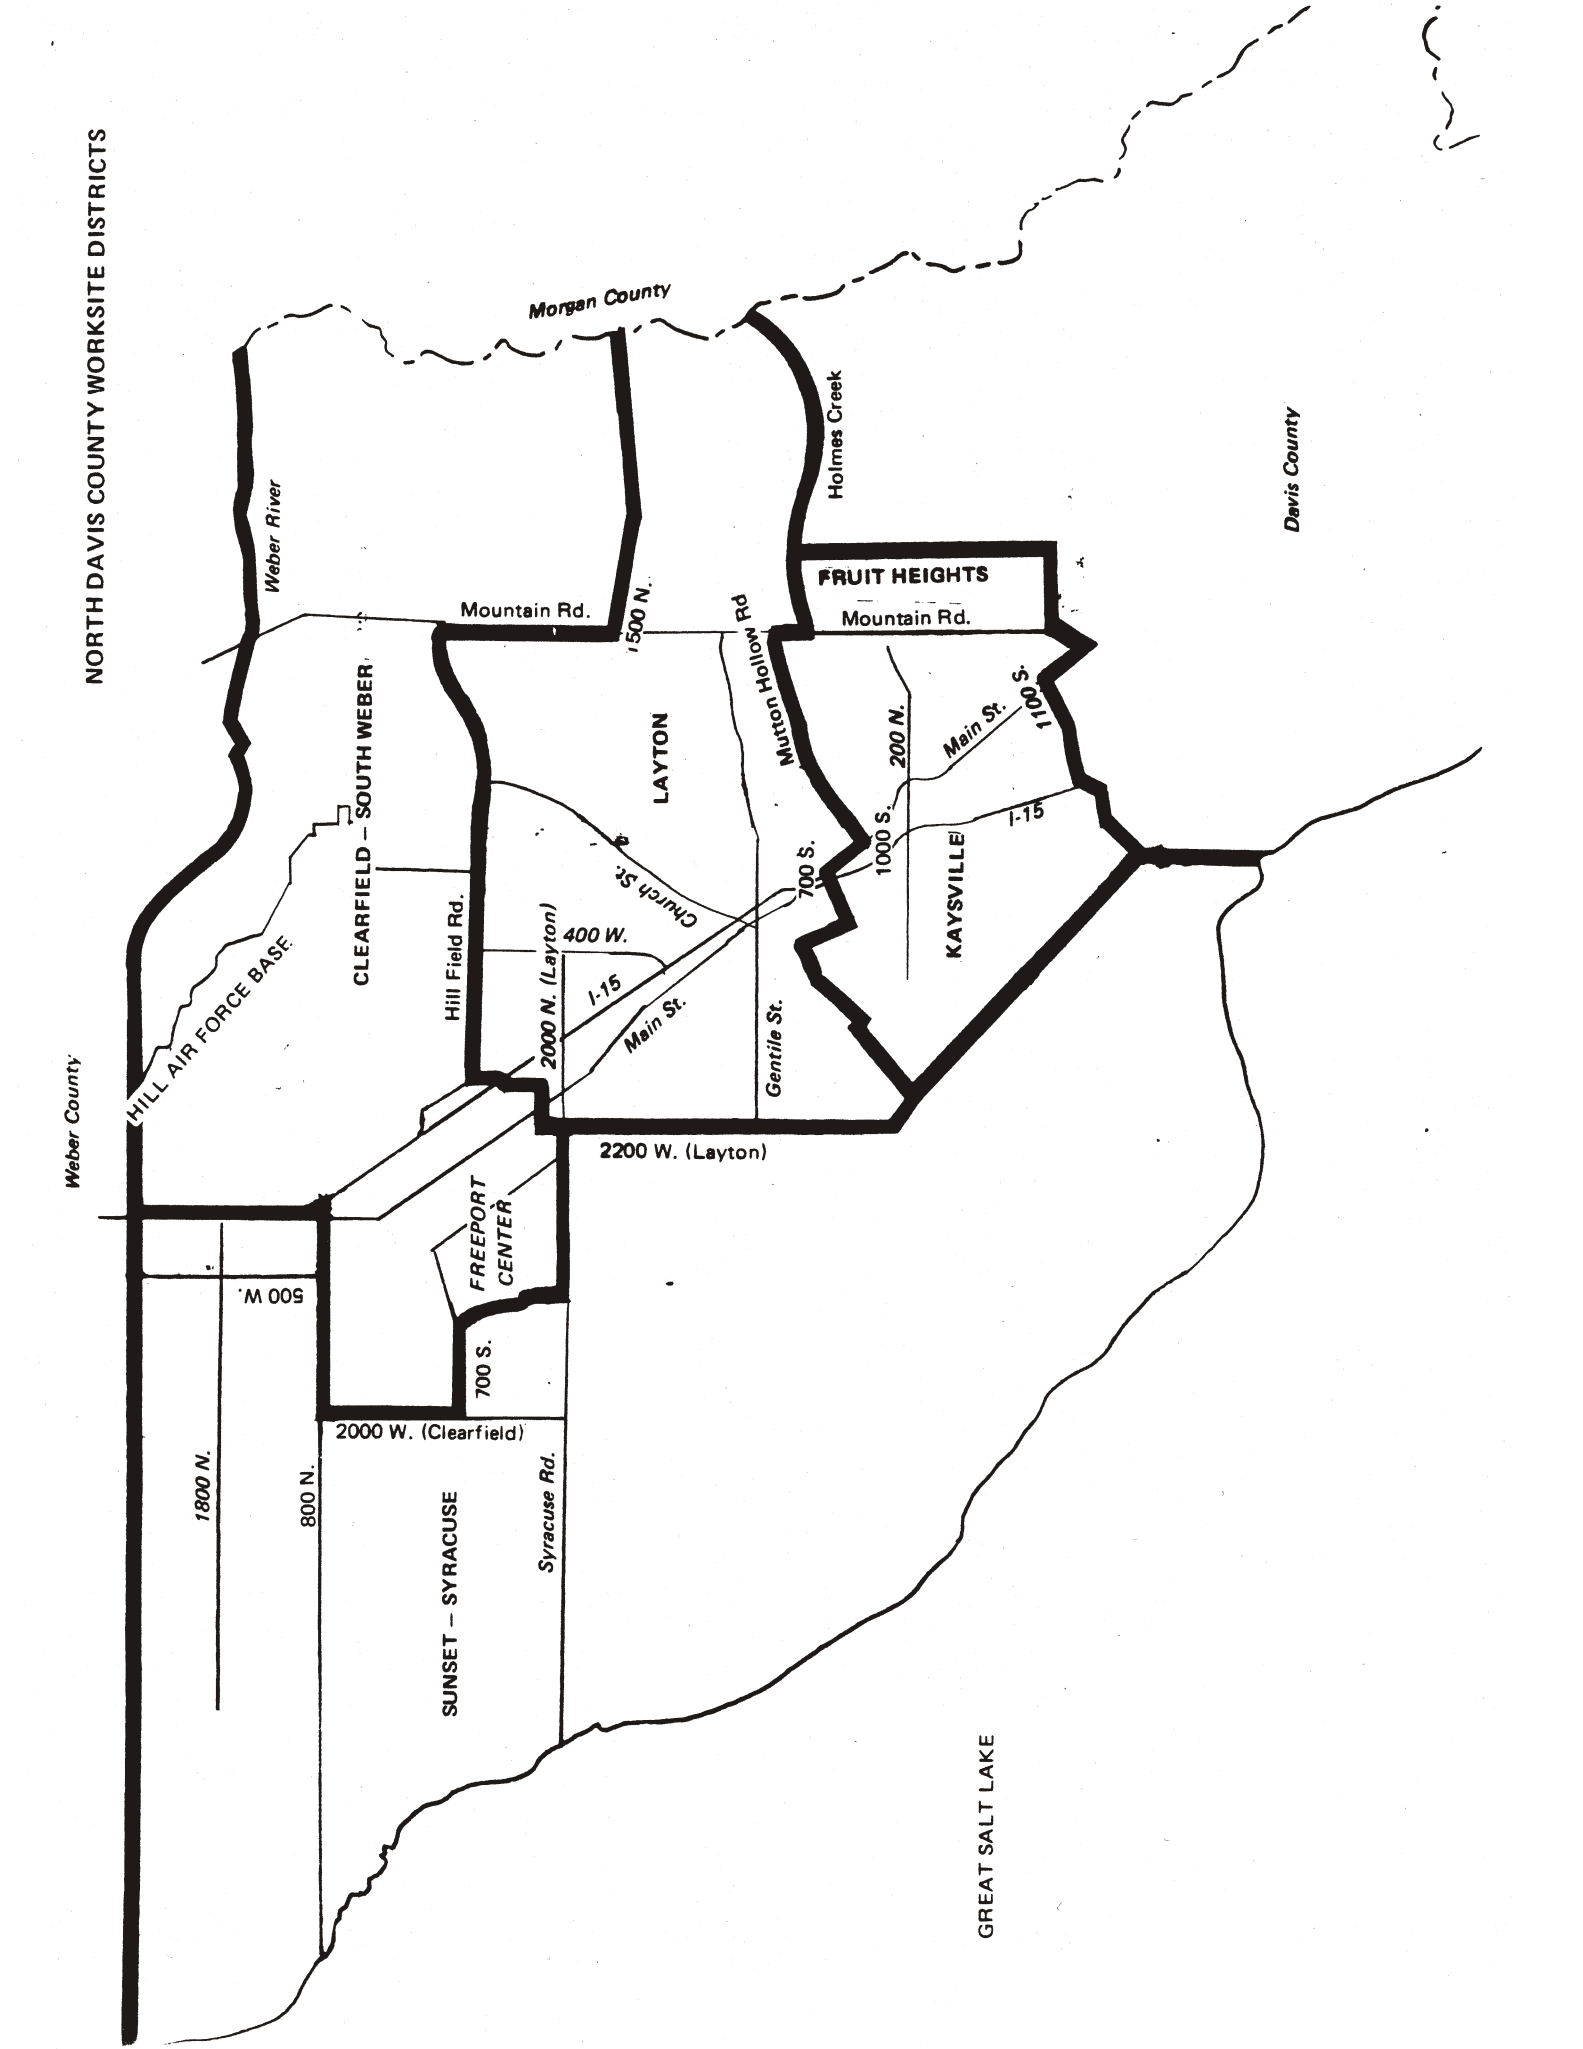 NORTH DAVIS COUNTY WORKSITE DISTRICTS
Weber County
Morgan County
Weber River
HILL AIR FORCE BASE
CLEARFIELD – SOUTH WEBER
Mountain Rd.
1500 N.
Hill Field Rd.
LAYTON
Church St.
400 W.
2000 N. (Layton)
I-15
Main St.
Gentile St.
2200 W. (Layton)
Mutton Hollow Rd
Holmes Creek
FRUIT HEIGHTS
Mountain Rd.
200 N.
Main St.
1100 S.
I-15
700 S.
1000 S.
KAYSVILLE
Davis County
500 W.
1800 N.
800 N.
FREEPORT
CENTER
700 S.
2000 W. (Clearfield)
SUNSET – SYRACUSE
Syracuse Rd.
GREAT SALT LAKE